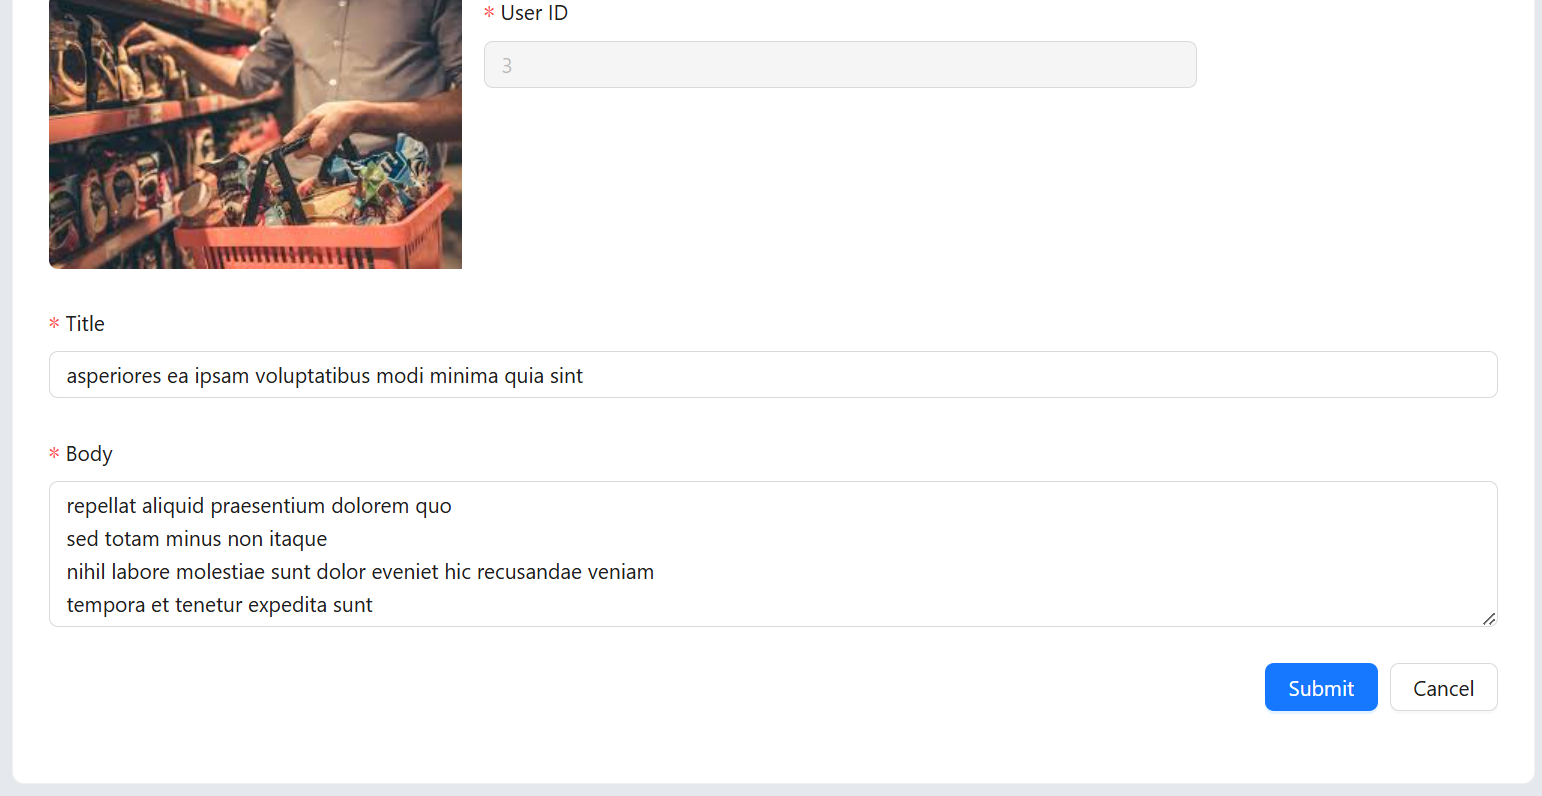 * User ID
3
* Title
asperiores ea ipsam voluptatibus modi minima quia sint
* Body
repellat aliquid praesentium dolorem quo
sed totam minus non itaque
nihil labore molestiae sunt dolor eveniet hic recusandae veniam
tempora et tenetur expedita sunt
Submit Cancel